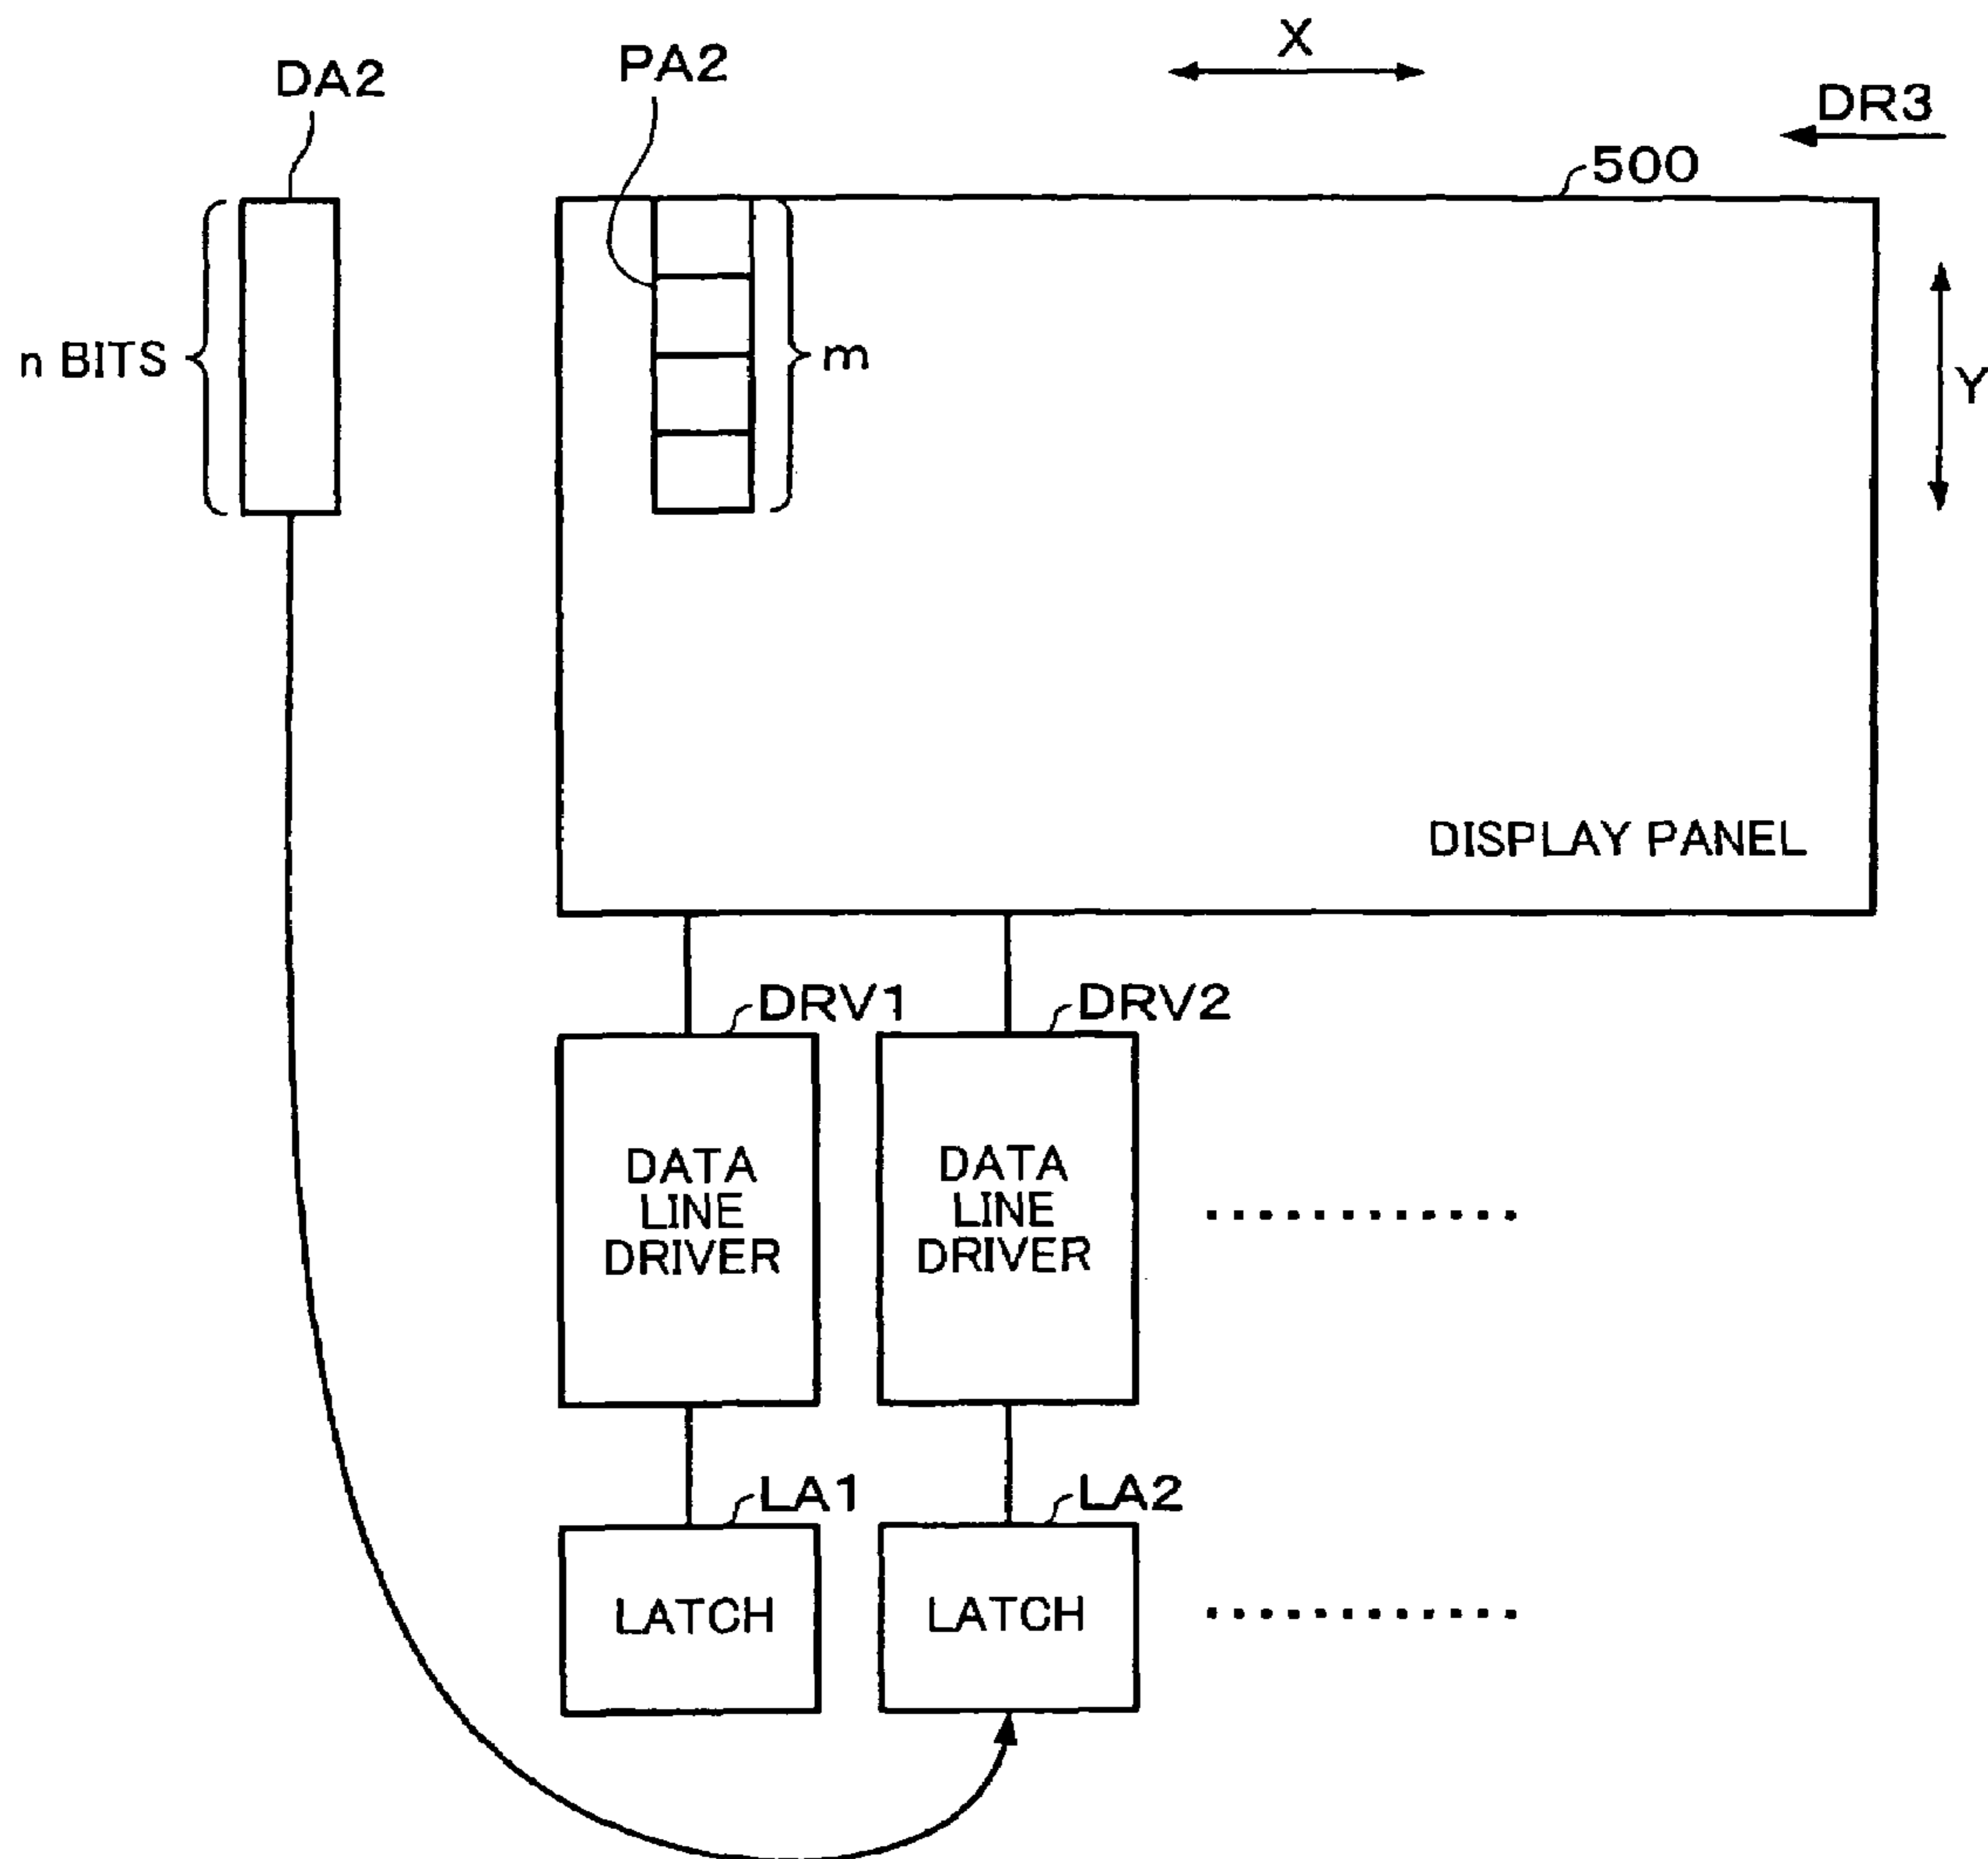 X
PA2
DA2
DR3
500
n BITS
m
Y
DISPLAY PANEL
DRV1
DRV2
DATA
LINE
DRIVER
DATA
LINE
DRIVER
LA1
LA2
LATCH
LATCH